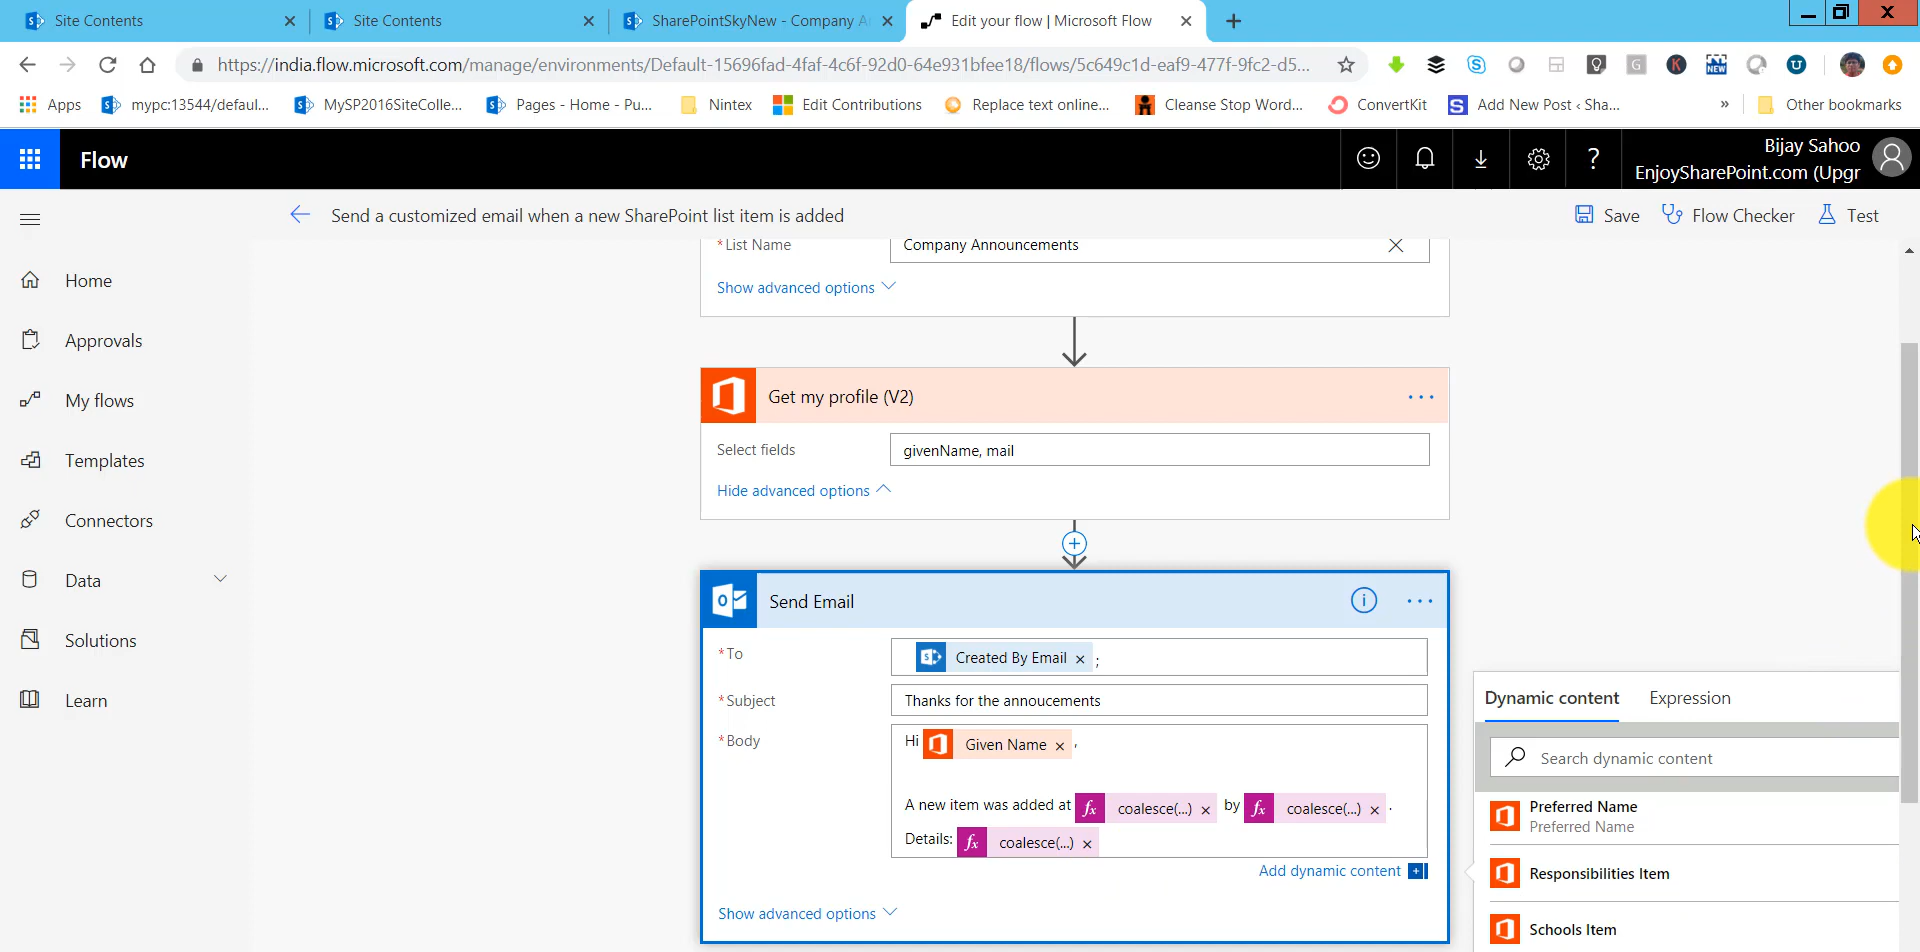 Site Contents
Site Contents
SharePointSkyNew - Company A
Edit your flow | Microsoft Flow
https://india.flow.microsoft.com/manage/environments/Default-15696fad-4faf-4c6f-92d0-64e931bfee18/flows/5c649c1d-eaf9-477f-9fc2-d5...
Apps
mypc:13544/defaul...
MySP2016SiteColle...
Pages - Home - Pu...
Nintex
Edit Contributions
Replace text online...
Cleanse Stop Word...
ConvertKit
Add New Post ‹ Sha...
»
Other bookmarks
Flow
Bijay Sahoo
EnjoySharePoint.com (Upgr
Send a customized email when a new SharePoint list item is added
Save
Flow Checker
Test
Home
Approvals
My flows
Templates
Connectors
Data
Solutions
Learn
*List Name
Company Announcements
Show advanced options
Get my profile (V2)
Select fields
givenName, mail
Hide advanced options
Send Email
*To
Created By Email × ;
*Subject
Thanks for the annoucements
*Body
Hi Given Name × ,
A new item was added at fx coalesce(...) × by fx coalesce(...) × .
Details: fx coalesce(...) ×
Add dynamic content
Show advanced options
Dynamic content
Expression
Search dynamic content
Preferred Name
Preferred Name
Responsibilities Item
Schools Item